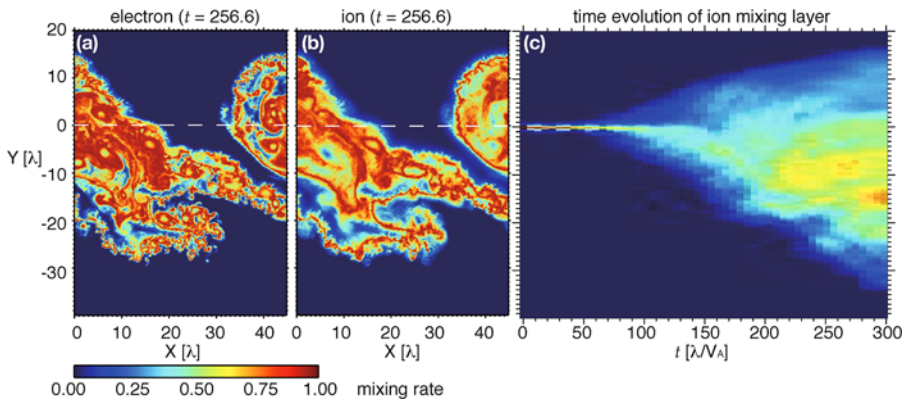 electron (t = 256.6)
ion (t = 256.6)
time evolution of ion mixing layer
(a)
(b)
(c)
20
10
0
-10
-20
-30
Y [λ]
0 10 20 30 40
X [λ]
0 10 20 30 40
X [λ]
0 50 100 150 200 250 300
t [λ/VA]
0.00 0.25 0.50 0.75 1.00 mixing rate